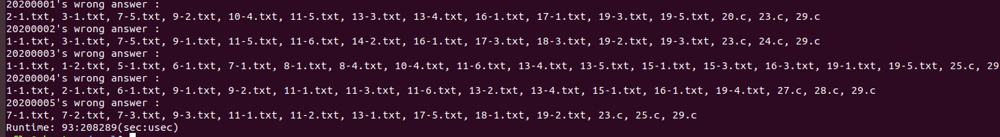 20200001's wrong answer :
2-1.txt, 3-1.txt, 7-5.txt, 9-2.txt, 10-4.txt, 11-5.txt, 13-3.txt, 13-4.txt, 16-1.txt, 17-1.txt, 19-3.txt, 19-5.txt, 20.c, 23.c, 29.c
20200002's wrong answer :
1-1.txt, 3-1.txt, 7-5.txt, 9-1.txt, 11-5.txt, 11-6.txt, 14-2.txt, 16-1.txt, 17-3.txt, 18-3.txt, 19-2.txt, 19-3.txt, 23.c, 24.c, 29.c
20200003's wrong answer :
1-1.txt, 1-2.txt, 5-1.txt, 6-1.txt, 7-1.txt, 8-1.txt, 8-4.txt, 10-4.txt, 11-6.txt, 13-4.txt, 13-5.txt, 15-1.txt, 15-3.txt, 16-3.txt, 19-1.txt, 19-5.txt, 25.c, 29
20200004's wrong answer :
1-1.txt, 2-1.txt, 6-1.txt, 9-1.txt, 9-2.txt, 11-1.txt, 11-3.txt, 11-6.txt, 13-2.txt, 13-4.txt, 15-1.txt, 16-1.txt, 19-4.txt, 27.c, 28.c, 29.c
20200005's wrong answer :
7-1.txt, 7-2.txt, 7-3.txt, 9-3.txt, 11-1.txt, 11-2.txt, 13-1.txt, 17-5.txt, 18-1.txt, 19-2.txt, 23.c, 25.c, 29.c
Runtime: 93:208289(sec:usec)